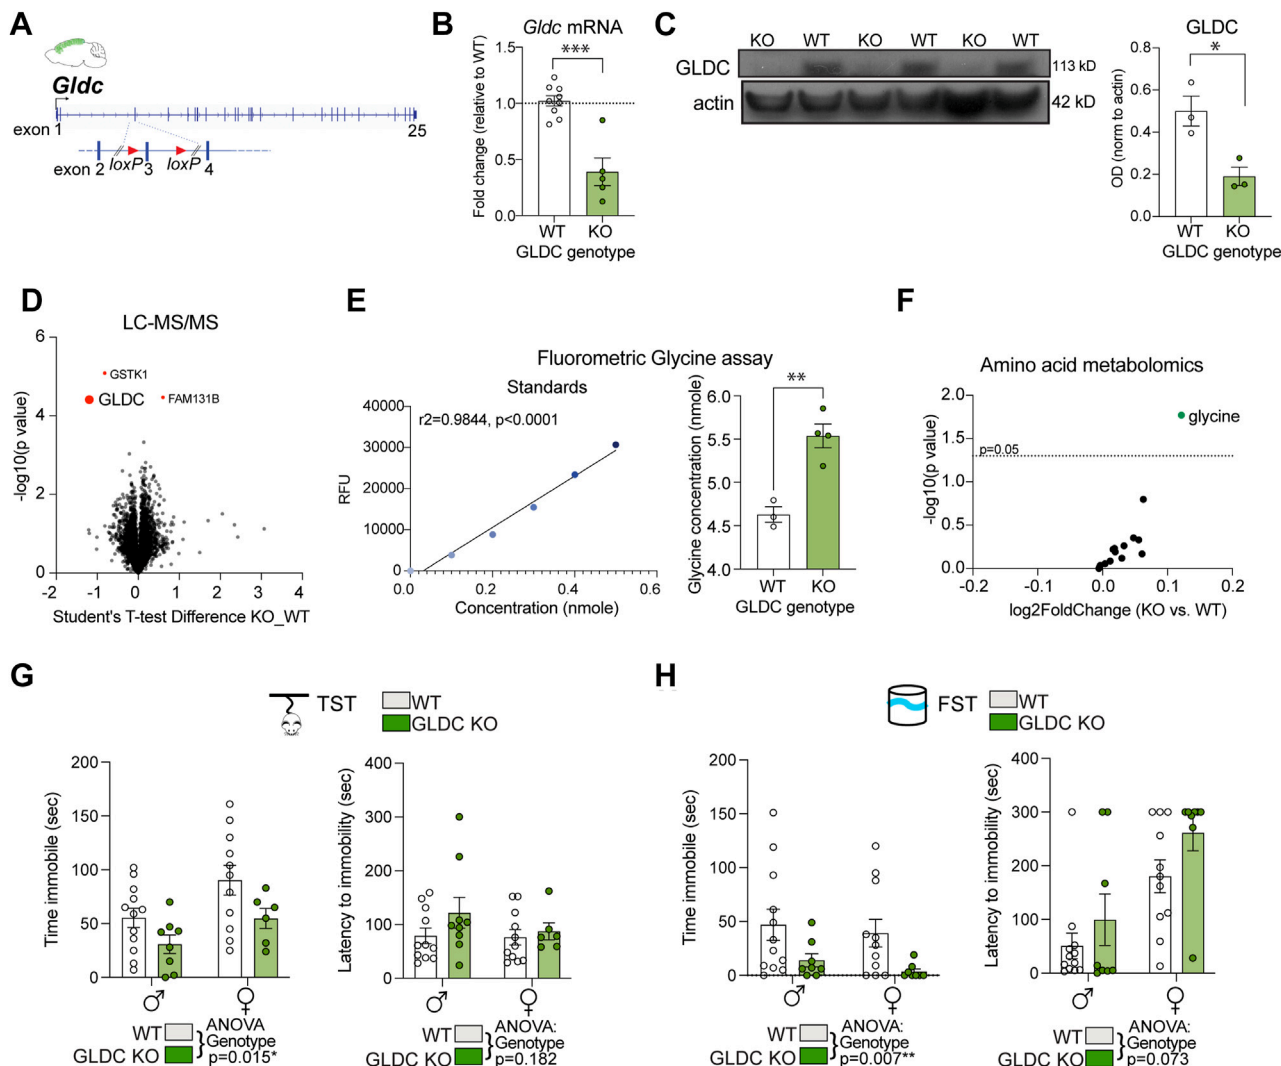 A
Gldc
exon 1
25
exon 2 loxP 3 loxP 4
B
Gldc mRNA
***
Fold change (relative to WT)
1.5
1.0
0.5
0.0
WT KO
GLDC genotype
C
KO WT KO WT KO WT
GLDC
113 kD
actin
42 kD
GLDC
*
OD (norm to actin)
0.8
0.6
0.4
0.2
0.0
WT KO
GLDC genotype
D
LC-MS/MS
-log10(p value)
6
4
2
0
GSTK1
GLDC
FAM131B
-2 -1 0 1 2 3 4
Student's T-test Difference KO_WT
E
Fluorometric Glycine assay
Standards
r2=0.9844, p<0.0001
RFU
40000
30000
20000
10000
0
0.0 0.2 0.4 0.6
Concentration (nmole)
**
Glycine concentration (nmole)
6.0
5.5
5.0
4.5
4.0
WT KO
GLDC genotype
F
Amino acid metabolomics
-log10(p value)
2.0
1.5
1.0
0.5
0.0
glycine
p=0.05
-0.2 -0.1 0.0 0.1 0.2
log2FoldChange (KO vs. WT)
G
TST
WT
GLDC KO
Time immobile (sec)
200
150
100
50
0
♂ ♀
WT
GLDC KO
ANOVA:
Genotype
p=0.015*
Latency to immobility (sec)
400
300
200
100
0
♂ ♀
WT
GLDC KO
ANOVA:
Genotype
p=0.182
H
FST
WT
GLDC KO
Time immobile (sec)
200
150
100
50
0
♂ ♀
WT
GLDC KO
ANOVA:
Genotype
p=0.007**
Latency to immobility (sec)
400
300
200
100
0
♂ ♀
WT
GLDC KO
ANOVA:
Genotype
p=0.073